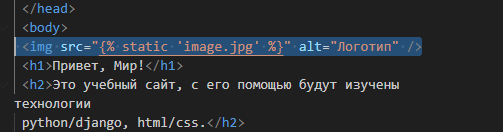 </head>
<body>
<img src="{% static 'image.jpg' %}" alt="Логотип" />
<h1>Привет, Мир!</h1>
<h2>Это учебный сайт, с его помощью будут изучены
технологии
python/django, html/css.</h2>